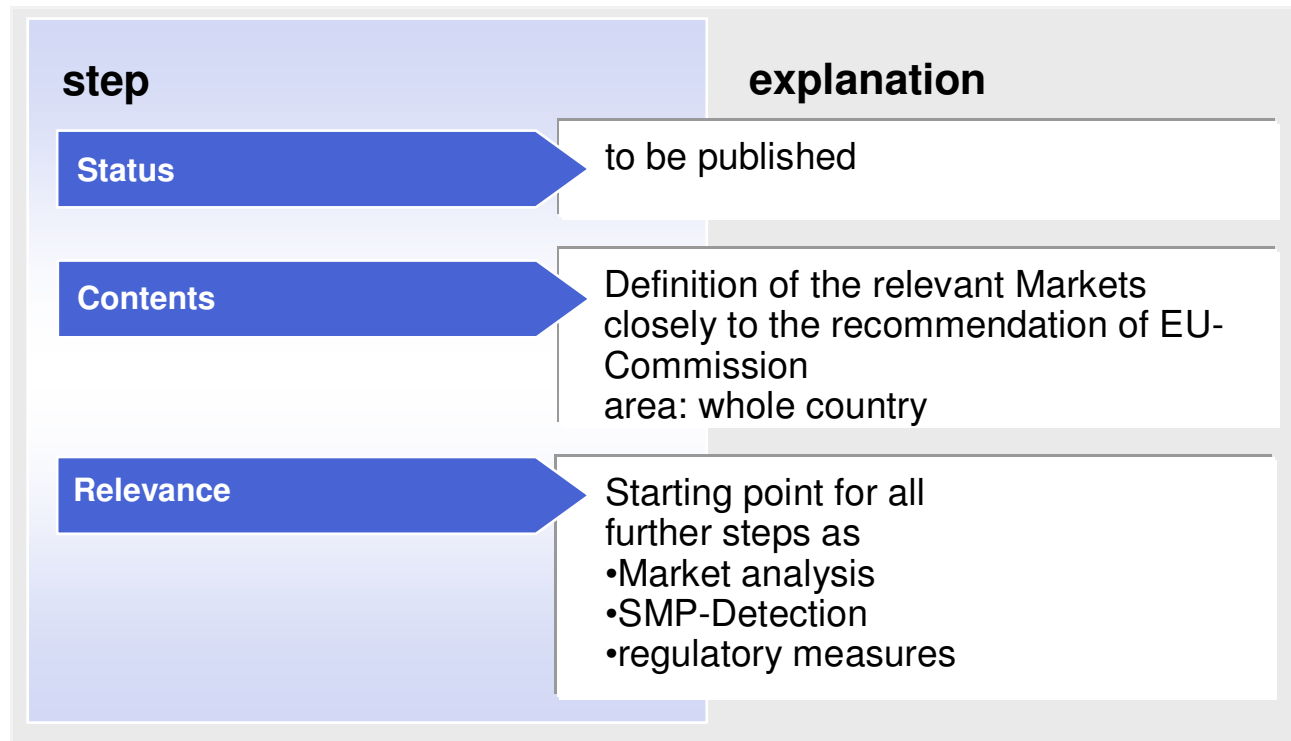 step
explanation
Status
to be published
Contents
Definition of the relevant Markets
closely to the recommendation of EU-
Commission
area: whole country
Relevance
Starting point for all
further steps as
•Market analysis
•SMP-Detection
•regulatory measures